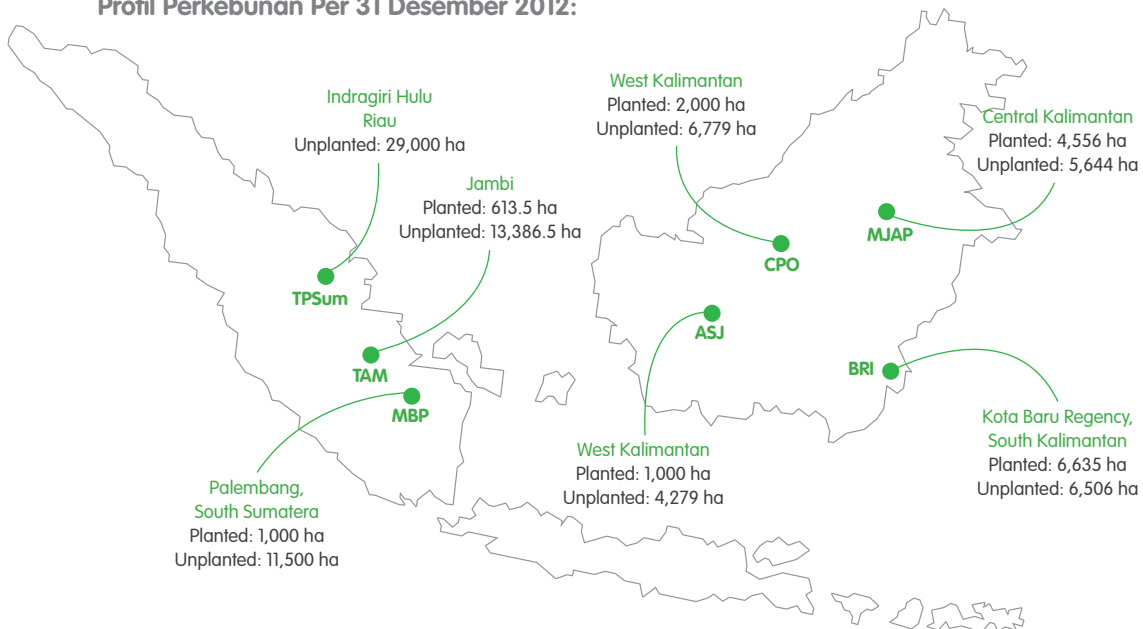 Profil Perkebunan Per 31 Desember 2012:
Indragiri Hulu
Riau
Unplanted: 29,000 ha
TPSum
Jambi
Planted: 613.5 ha
Unplanted: 13,386.5 ha
TAM
MBP
Palembang,
South Sumatera
Planted: 1,000 ha
Unplanted: 11,500 ha
West Kalimantan
Planted: 2,000 ha
Unplanted: 6,779 ha
CPO
Central Kalimantan
Planted: 4,556 ha
Unplanted: 5,644 ha
MJAP
ASJ
West Kalimantan
Planted: 1,000 ha
Unplanted: 4,279 ha
BRI
Kota Baru Regency,
South Kalimantan
Planted: 6,635 ha
Unplanted: 6,506 ha